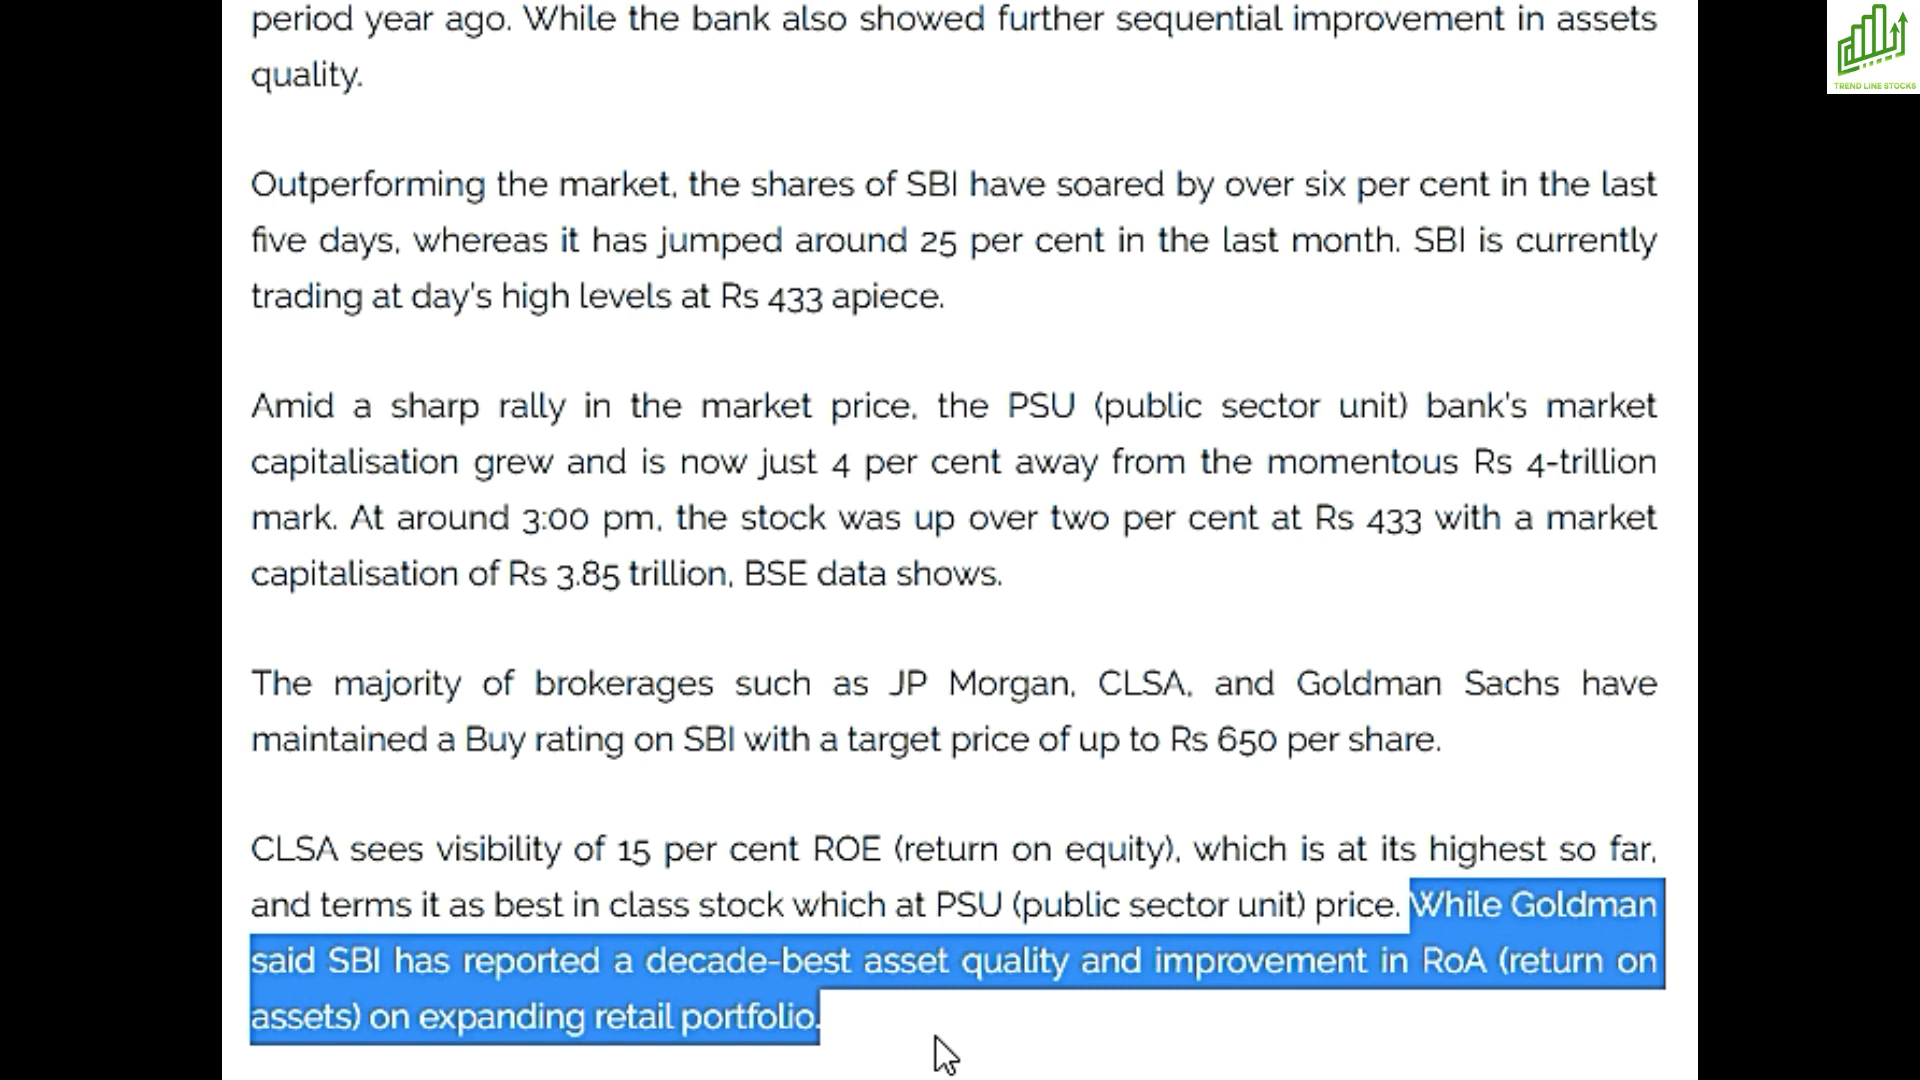 period year ago. While the bank also showed further sequential improvement in assets
quality.
Outperforming the market, the shares of SBI have soared by over six per cent in the last
five days, whereas it has jumped around 25 per cent in the last month. SBI is currently
trading at day's high levels at Rs 433 apiece.
Amid a sharp rally in the market price, the PSU (public sector unit) bank's market
capitalisation grew and is now just 4 per cent away from the momentous Rs 4-trillion
mark. At around 3:00 pm, the stock was up over two per cent at Rs 433 with a market
capitalisation of Rs 3.85 trillion, BSE data shows.
The majority of brokerages such as JP Morgan, CLSA, and Goldman Sachs have
maintained a Buy rating on SBI with a target price of up to Rs 650 per share.
CLSA sees visibility of 15 per cent ROE (return on equity), which is at its highest so far,
and terms it as best in class stock which at PSU (public sector unit) price. While Goldman
said SBI has reported a decade-best asset quality and improvement in RoA (return on
assets) on expanding retail portfolio.
TREND LINE STOCKS